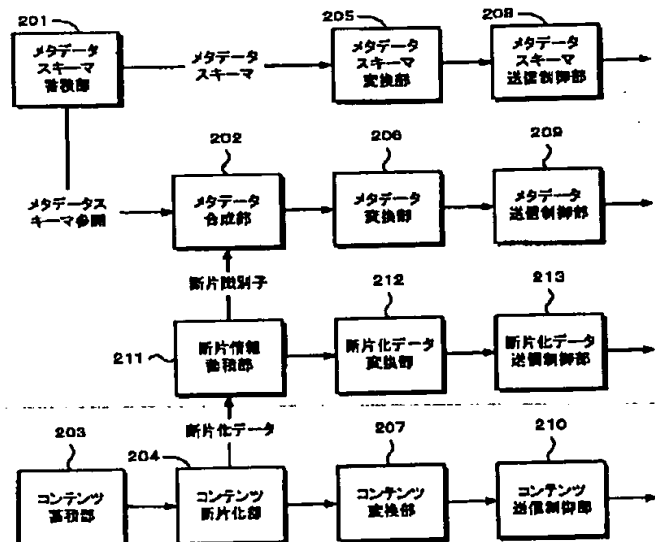 201
205
208
メタデータ
スキーマ
蓄積部
メタデータ
スキーマ
メタデータ
スキーマ
変換部
メタデータ
スキーマ
送信制御部
202
206
209
メタデータス
キーマ参照
メタデータ
合成部
メタデータ
変換部
メタデータ
送信制御部
断片識別子
212
213
211
断片情報
蓄積部
断片化データ
変換部
断片化データ
送信制御部
断片化データ
203
204
207
210
コンテンツ
蓄積部
コンテンツ
断片化部
コンテンツ
変換部
コンテンツ
送信制御部